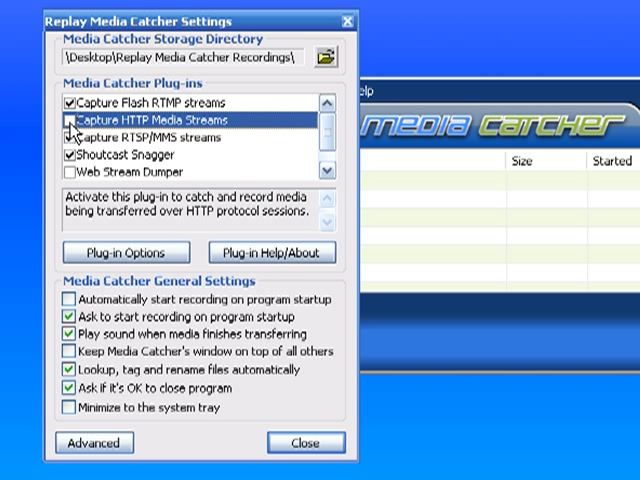 Replay Media Catcher Settings
Media Catcher Storage Directory
\Desktop\Replay Media Catcher Recordings\
Media Catcher Plug-ins
Capture Flash RTMP streams
Capture HTTP Media Streams
Capture RTSP/MMS streams
Shoutcast Snagger
Web Stream Dumper
Activate this plug-in to catch and record media
being transferred over HTTP protocol sessions.
Plug-in Options
Plug-in Help/About
Media Catcher General Settings
Automatically start recording on program startup
Ask to start recording on program startup
Play sound when media finishes transferring
Keep Media Catcher's window on top of all others
Lookup, tag and rename files automatically
Ask if it's OK to close program
Minimize to the system tray
Advanced
Close
elp
MEDIA CATCHER
Size
Started